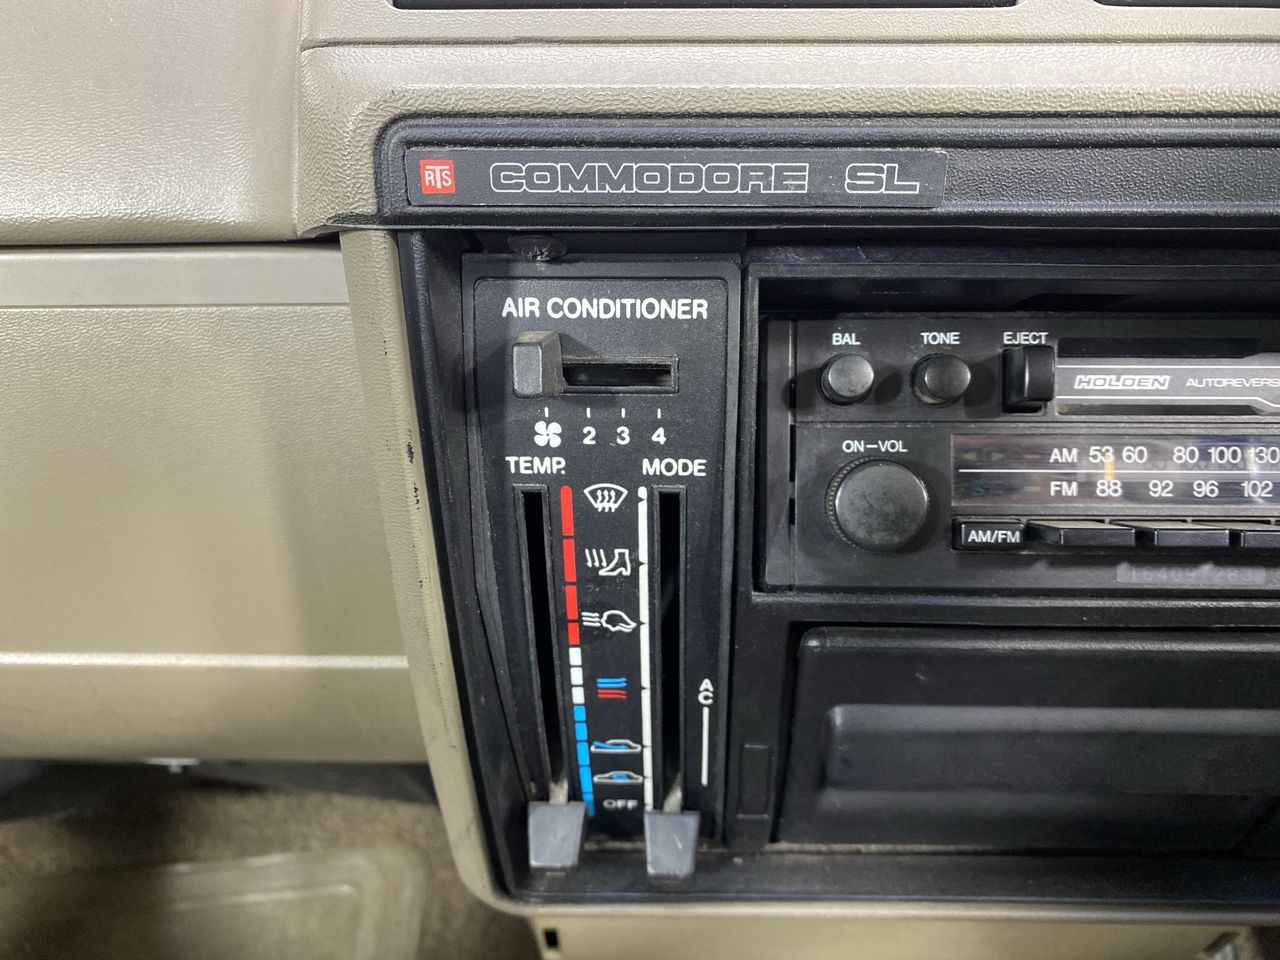 RTS COMMODORE SL
AIR CONDITIONER
2 3 4
TEMP. MODE
AC
OFF
BAL TONE EJECT
HOLDEN AUTOREVERS
ON-VOL
AM 53 60 80 100 130
FM 88 92 96 102
AM/FM